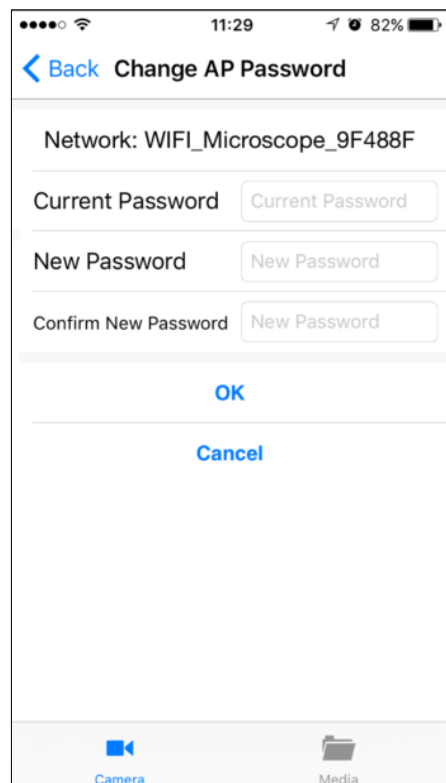 11:29 82%
Back Change AP Password
Network: WIFI_Microscope_9F488F
Current Password Current Password
New Password New Password
Confirm New Password New Password
OK
Cancel
Camera Media